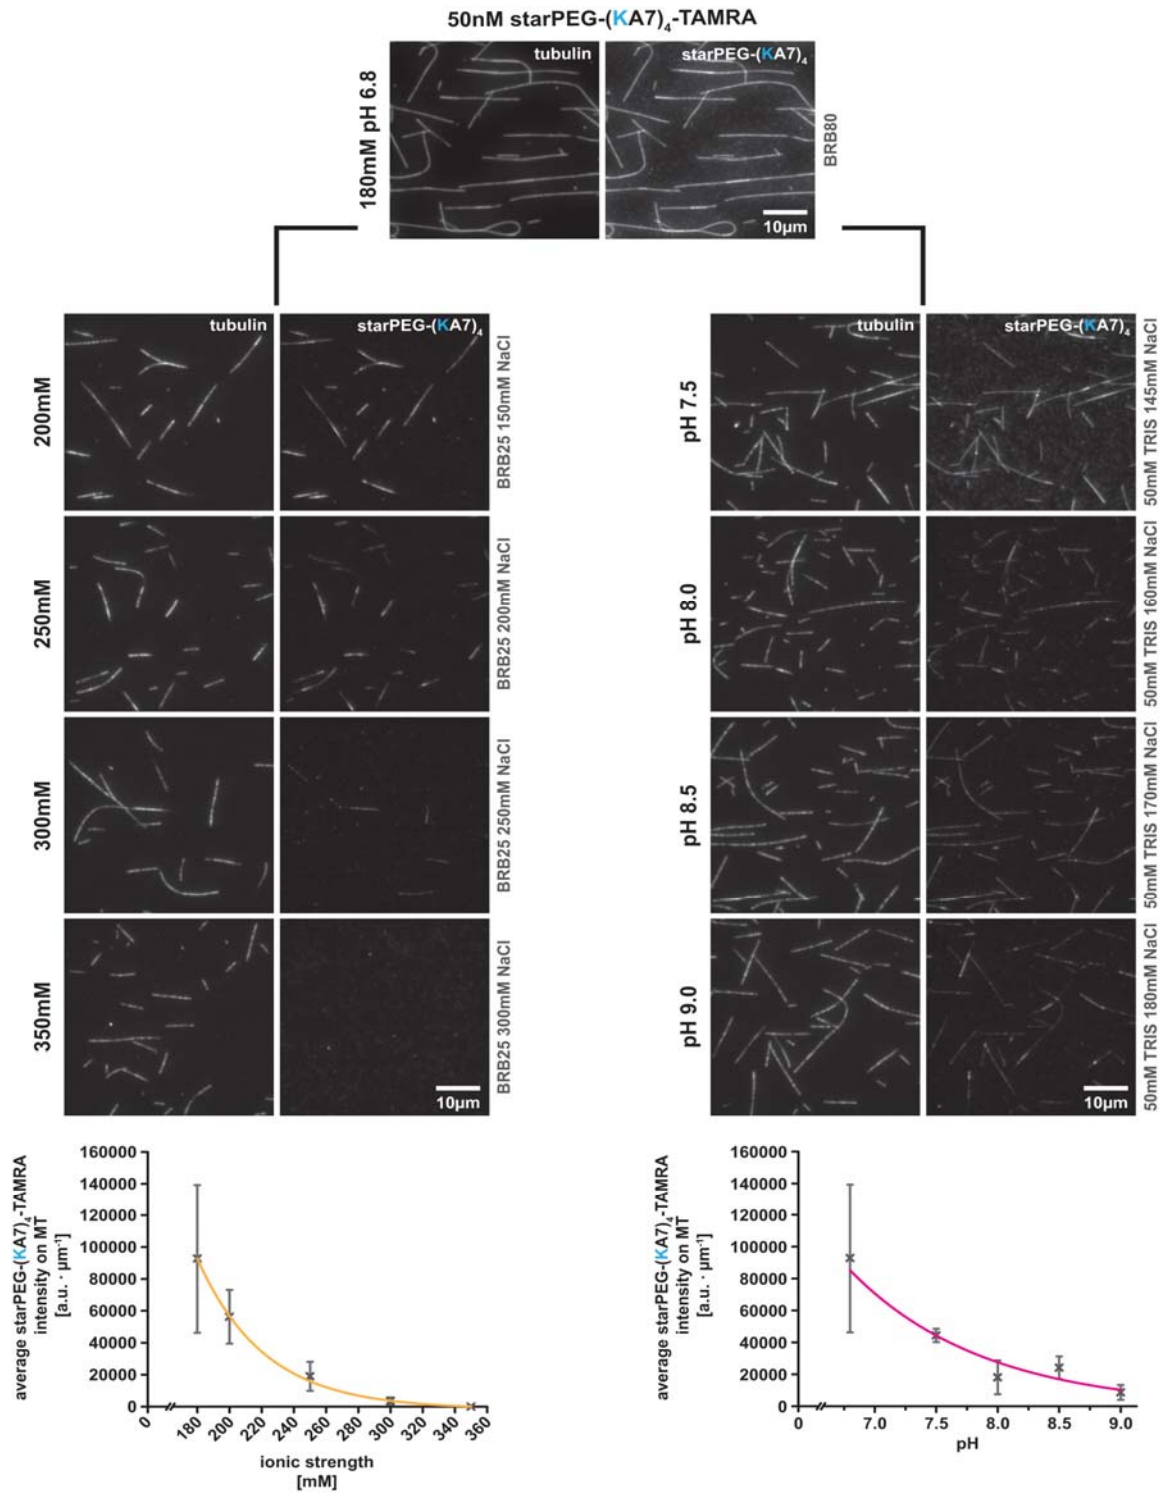 50nM starPEG-(KA7)4-TAMRA
180mM pH 6.8
tubulin
starPEG-(KA7)4
BRB80
10µm
tubulin
starPEG-(KA7)4
200mM
BRB25 150mM NaCl
250mM
BRB25 200mM NaCl
300mM
BRB25 250mM NaCl
350mM
BRB25 300mM NaCl
10µm
tubulin
starPEG-(KA7)4
pH 7.5
50mM TRIS 145mM NaCl
pH 8.0
50mM TRIS 160mM NaCl
pH 8.5
50mM TRIS 170mM NaCl
pH 9.0
50mM TRIS 180mM NaCl
10µm
average starPEG-(KA7)4-TAMRA
intensity on MT
[a.u. · µm-1]
160000
140000
120000
100000
80000
60000
40000
20000
0
0 180 200 220 240 260 280 300 320 340 360
ionic strength
[mM]
average starPEG-(KA7)4-TAMRA
intensity on MT
[a.u. · µm-1]
160000
140000
120000
100000
80000
60000
40000
20000
0
0 7.0 7.5 8.0 8.5 9.0
pH